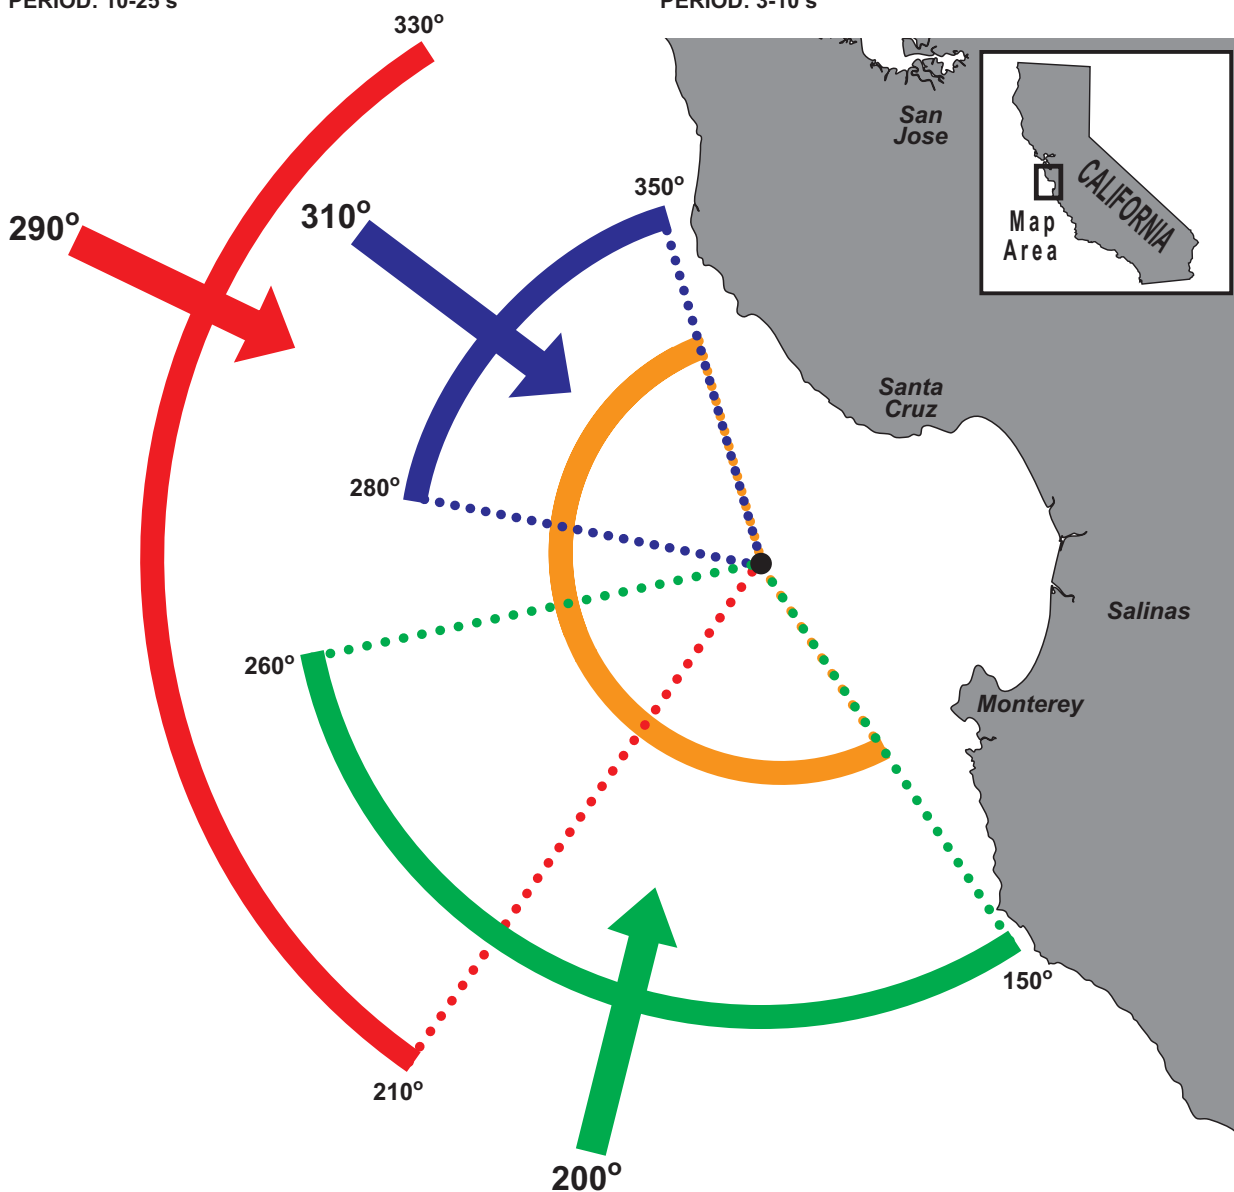 PERIOD: 10-25 s
PERIOD: 3-10 s
330°
San
Jose
CALIFORNIA
350°
290°
310°
Map
Area
Santa
Cruz
280°
Salinas
260°
Monterey
150°
210°
200°